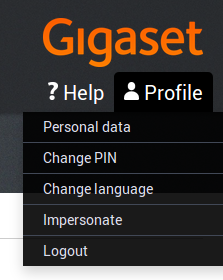 Gigaset
? Help Profile
Personal data
Change PIN
Change language
Impersonate
Logout